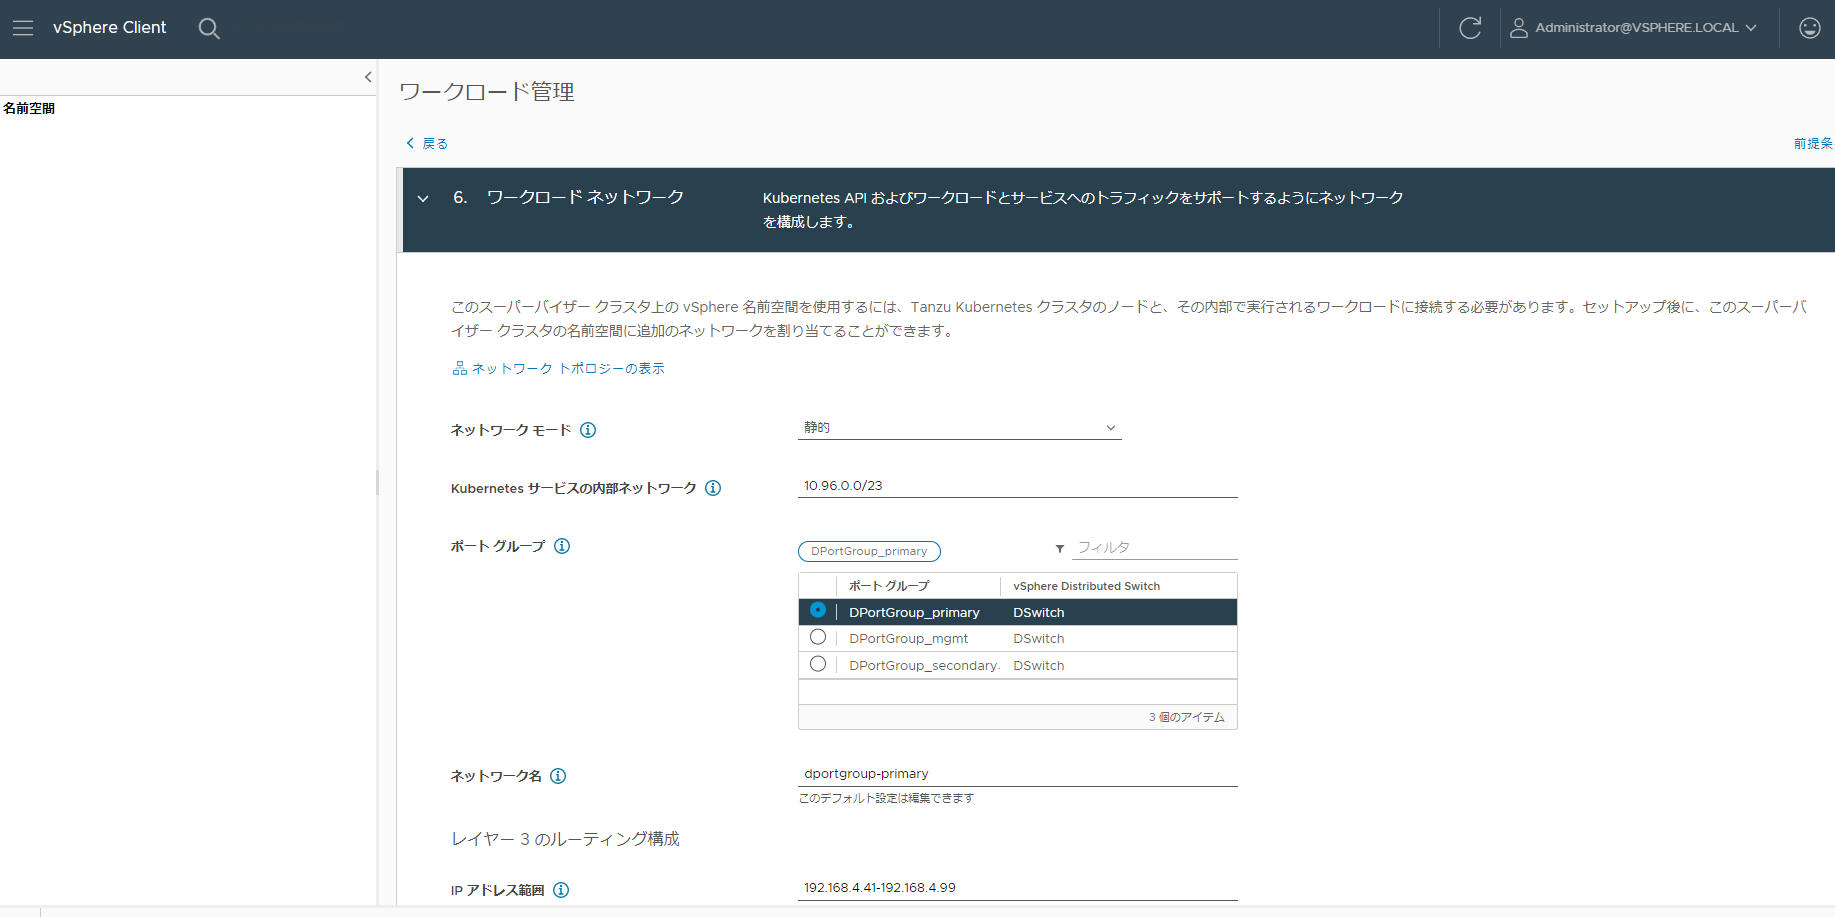 vSphere Client
Administrator@VSPHERE.LOCAL
名前空間
ワークロード管理
戻る
前提条
6. ワークロード ネットワーク
Kubernetes API およびワークロードとサービスへのトラフィックをサポートするようにネットワーク
を構成します。
このスーパーバイザー クラスタ上の vSphere 名前空間を使用するには、Tanzu Kubernetes クラスタのノードと、その内部で実行されるワークロードに接続する必要があります。セットアップ後に、このスーパーバ
イザー クラスタの名前空間に追加のネットワークを割り当てることができます。
ネットワーク トポロジーの表示
ネットワーク モード
静的
Kubernetes サービスの内部ネットワーク
10.96.0.0/23
ポート グループ
DPortGroup_primary
フィルタ
ポート グループ vSphere Distributed Switch
DPortGroup_primary DSwitch
DPortGroup_mgmt DSwitch
DPortGroup_secondary DSwitch
3 個のアイテム
ネットワーク名
dportgroup-primary
このデフォルト設定は編集できます
レイヤー 3 のルーティング構成
IP アドレス範囲
192.168.4.41-192.168.4.99